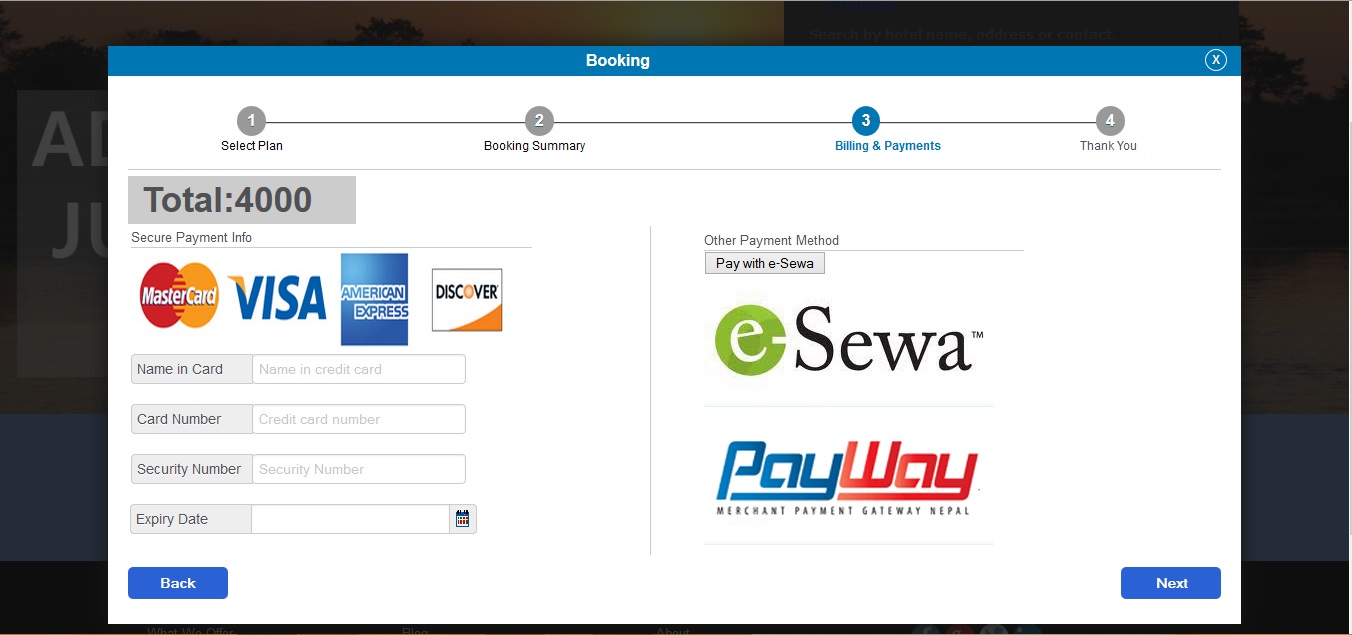 Search by hotel name, address or contact.
Booking
X
1
2
3
4
Select Plan
Booking Summary
Billing & Payments
Thank You
Total:4000
Secure Payment Info
Other Payment Method
Pay with e-Sewa
MasterCard
VISA
AMERICAN
EXPRESS
DISCOVER
e-Sewa™
Name in Card
Name in credit card
Card Number
Credit card number
Security Number
Security Number
Expiry Date
PayWay
MERCHANT PAYMENT GATEWAY NEPAL
Back
Next
What We Offer
Blog
About
AD
JU